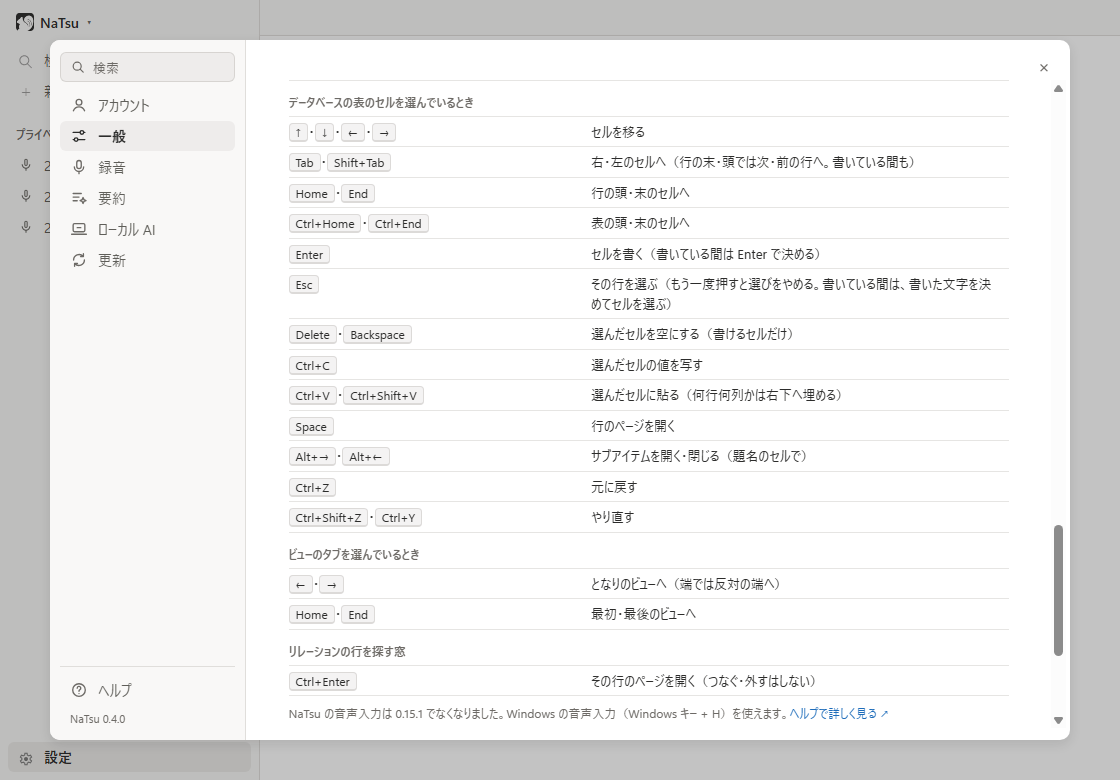 NaTsu
検索
アカウント
一般
録音
要約
ローカル AI
更新
ヘルプ
NaTsu 0.4.0
設定
データベースの表のセルを選んでいるとき
↑・↓・←・→ セルを移る
Tab・Shift+Tab 右・左のセルへ（行の末・頭では次・前の行へ。書いている間も）
Home・End 行の頭・末のセルへ
Ctrl+Home・Ctrl+End 表の頭・末のセルへ
Enter セルを書く（書いている間は Enter で決める）
Esc その行を選ぶ（もう一度押すと選びをやめる。書いている間は、書いた文字を決
めてセルを選ぶ）
Delete・Backspace 選んだセルを空にする（書けるセルだけ）
Ctrl+C 選んだセルの値を写す
Ctrl+V・Ctrl+Shift+V 選んだセルに貼る（何行何列かは右下へ埋める）
Space 行のページを開く
Alt+→・Alt+← サブアイテムを開く・閉じる（題名のセルで）
Ctrl+Z 元に戻す
Ctrl+Shift+Z・Ctrl+Y やり直す
ビューのタブを選んでいるとき
←・→ となりのビューへ（端では反対の端へ）
Home・End 最初・最後のビューへ
リレーションの行を探す窓
Ctrl+Enter その行のページを開く（つなぐ・外すはしない）
NaTsu の音声入力は 0.15.1 でなくなりました。Windows の音声入力（Windows キー + H）を使えます。ヘルプで詳しく見る ↗